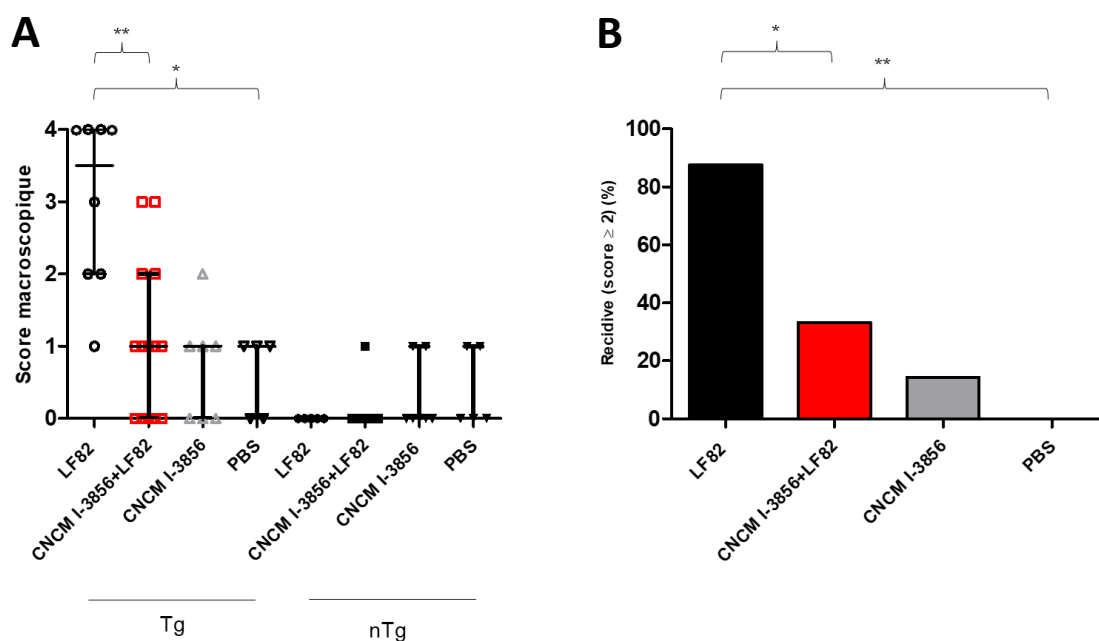 A
**
*
Score macroscopique
4
3
2
1
0
LF82
CNCM I-3856+LF82
CNCM I-3856
PBS
LF82
CNCM I-3856+LF82
CNCM I-3856
PBS
Tg
nTg
B
*
**
Recidive (score ≥ 2) (%)
100
80
60
40
20
0
LF82
CNCM I-3856+LF82
CNCM I-3856
PBS